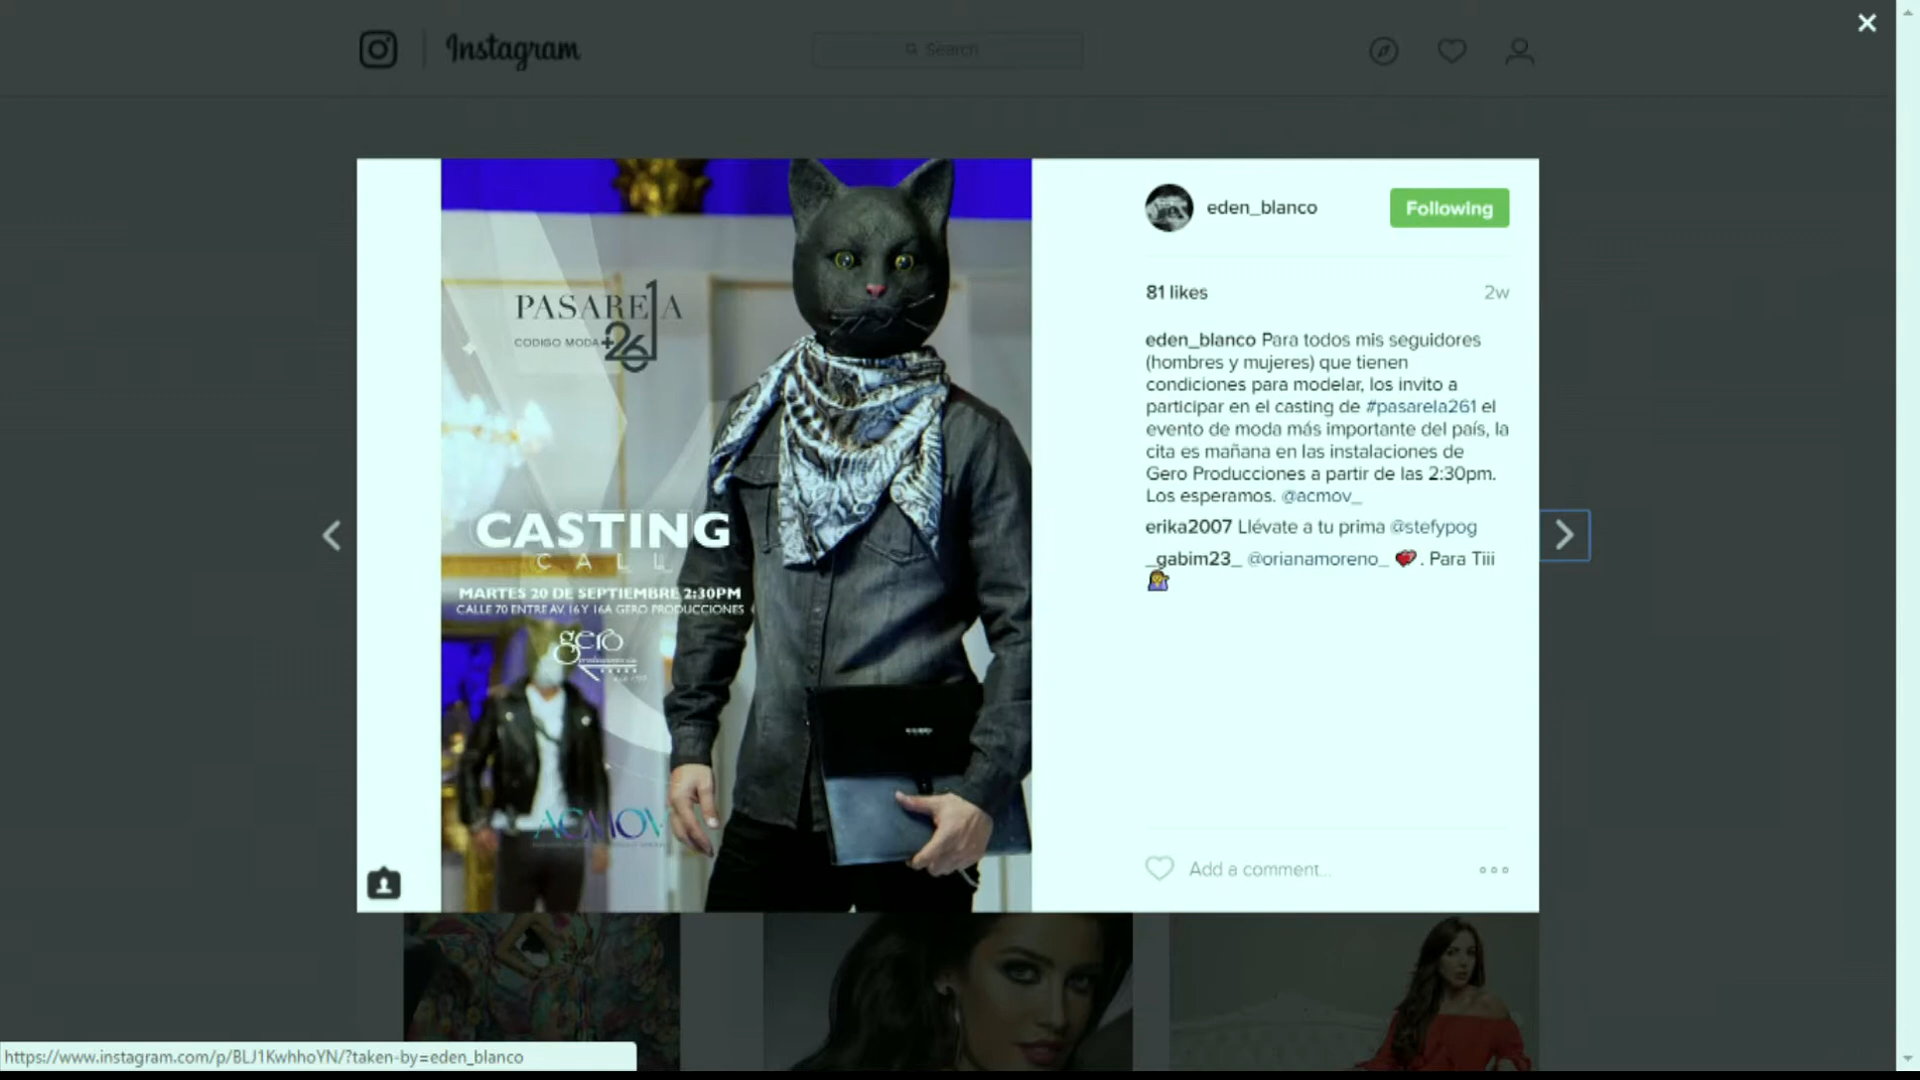 Instagram
Search
PASARELA
CODIGO MODA +261
CASTING
CALL
MARTES 20 DE SEPTIEMBRE 2:30PM
CALLE 70 ENTRE AV. 16 Y 16A GERO PRODUCCIONES
gero
ACMOV
eden_blanco
Following
81 likes
2w
eden_blanco Para todos mis seguidores
(hombres y mujeres) que tienen
condiciones para modelar, los invito a
participar en el casting de #pasarela261 el
evento de moda más importante del país, la
cita es mañana en las instalaciones de
Gero Producciones a partir de las 2:30pm.
Los esperamos. @acmov_
erika2007 Llévate a tu prima @stefypog
_gabim23_ @orianamoreno_ 💕. Para Tiii
Add a comment...
https://www.instagram.com/p/BLJ1KwhhoYN/?taken-by=eden_blanco